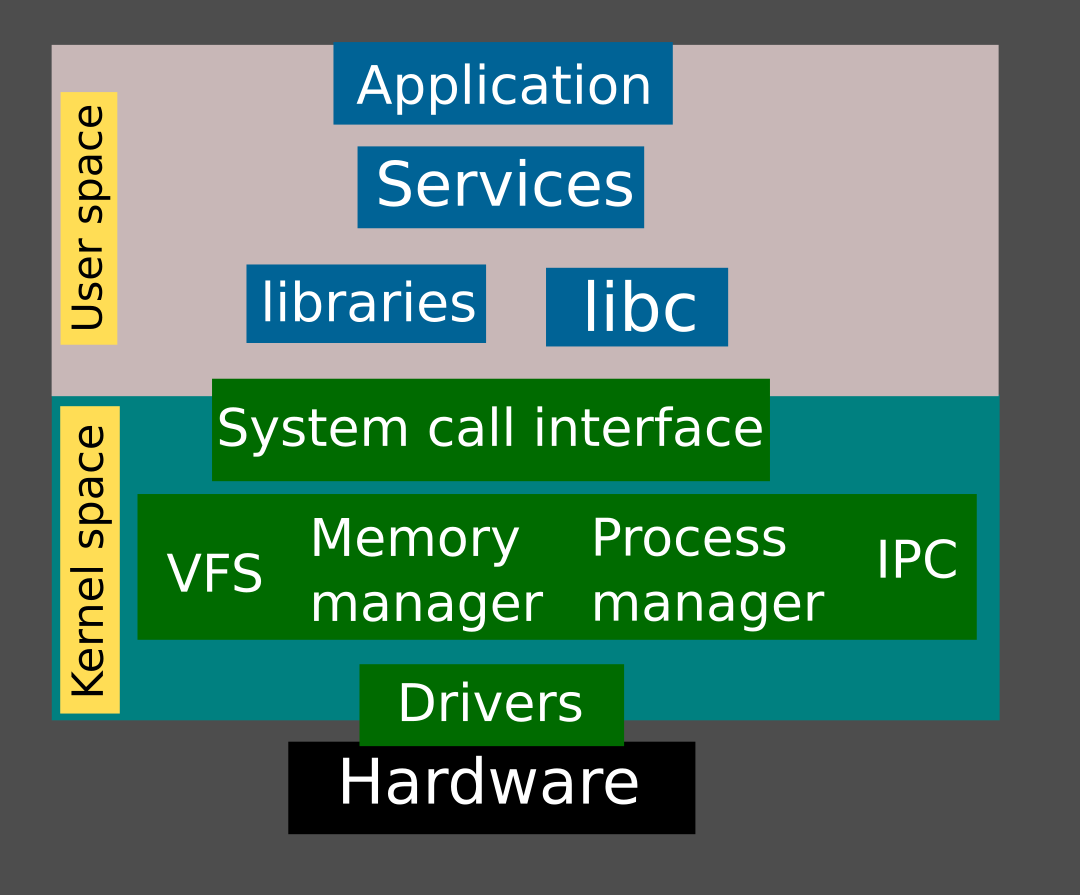 Application
User space
Services
libraries
libc
System call interface
Kernel space
VFS
Memory
manager
Process
manager
IPC
Drivers
Hardware